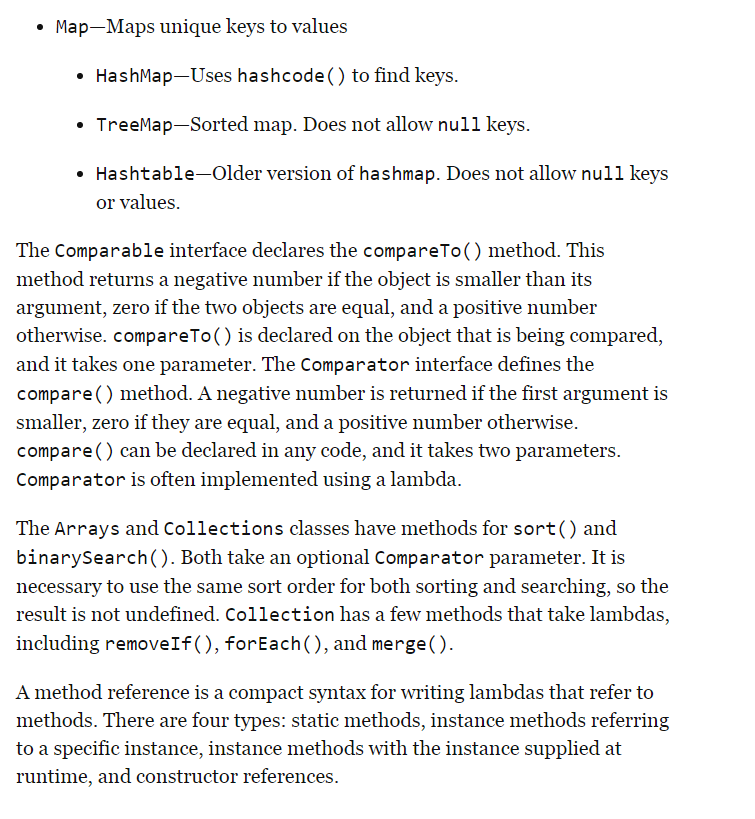 • Map—Maps unique keys to values
• HashMap—Uses hashcode() to find keys.
• TreeMap—Sorted map. Does not allow null keys.
• Hashtable—Older version of hashmap. Does not allow null keys
or values.
The Comparable interface declares the compareTo() method. This
method returns a negative number if the object is smaller than its
argument, zero if the two objects are equal, and a positive number
otherwise. compareTo() is declared on the object that is being compared,
and it takes one parameter. The Comparator interface defines the
compare() method. A negative number is returned if the first argument is
smaller, zero if they are equal, and a positive number otherwise.
compare() can be declared in any code, and it takes two parameters.
Comparator is often implemented using a lambda.
The Arrays and Collections classes have methods for sort() and
binarySearch(). Both take an optional Comparator parameter. It is
necessary to use the same sort order for both sorting and searching, so the
result is not undefined. Collection has a few methods that take lambdas,
including removeIf(), forEach(), and merge().
A method reference is a compact syntax for writing lambdas that refer to
methods. There are four types: static methods, instance methods referring
to a specific instance, instance methods with the instance supplied at
runtime, and constructor references.